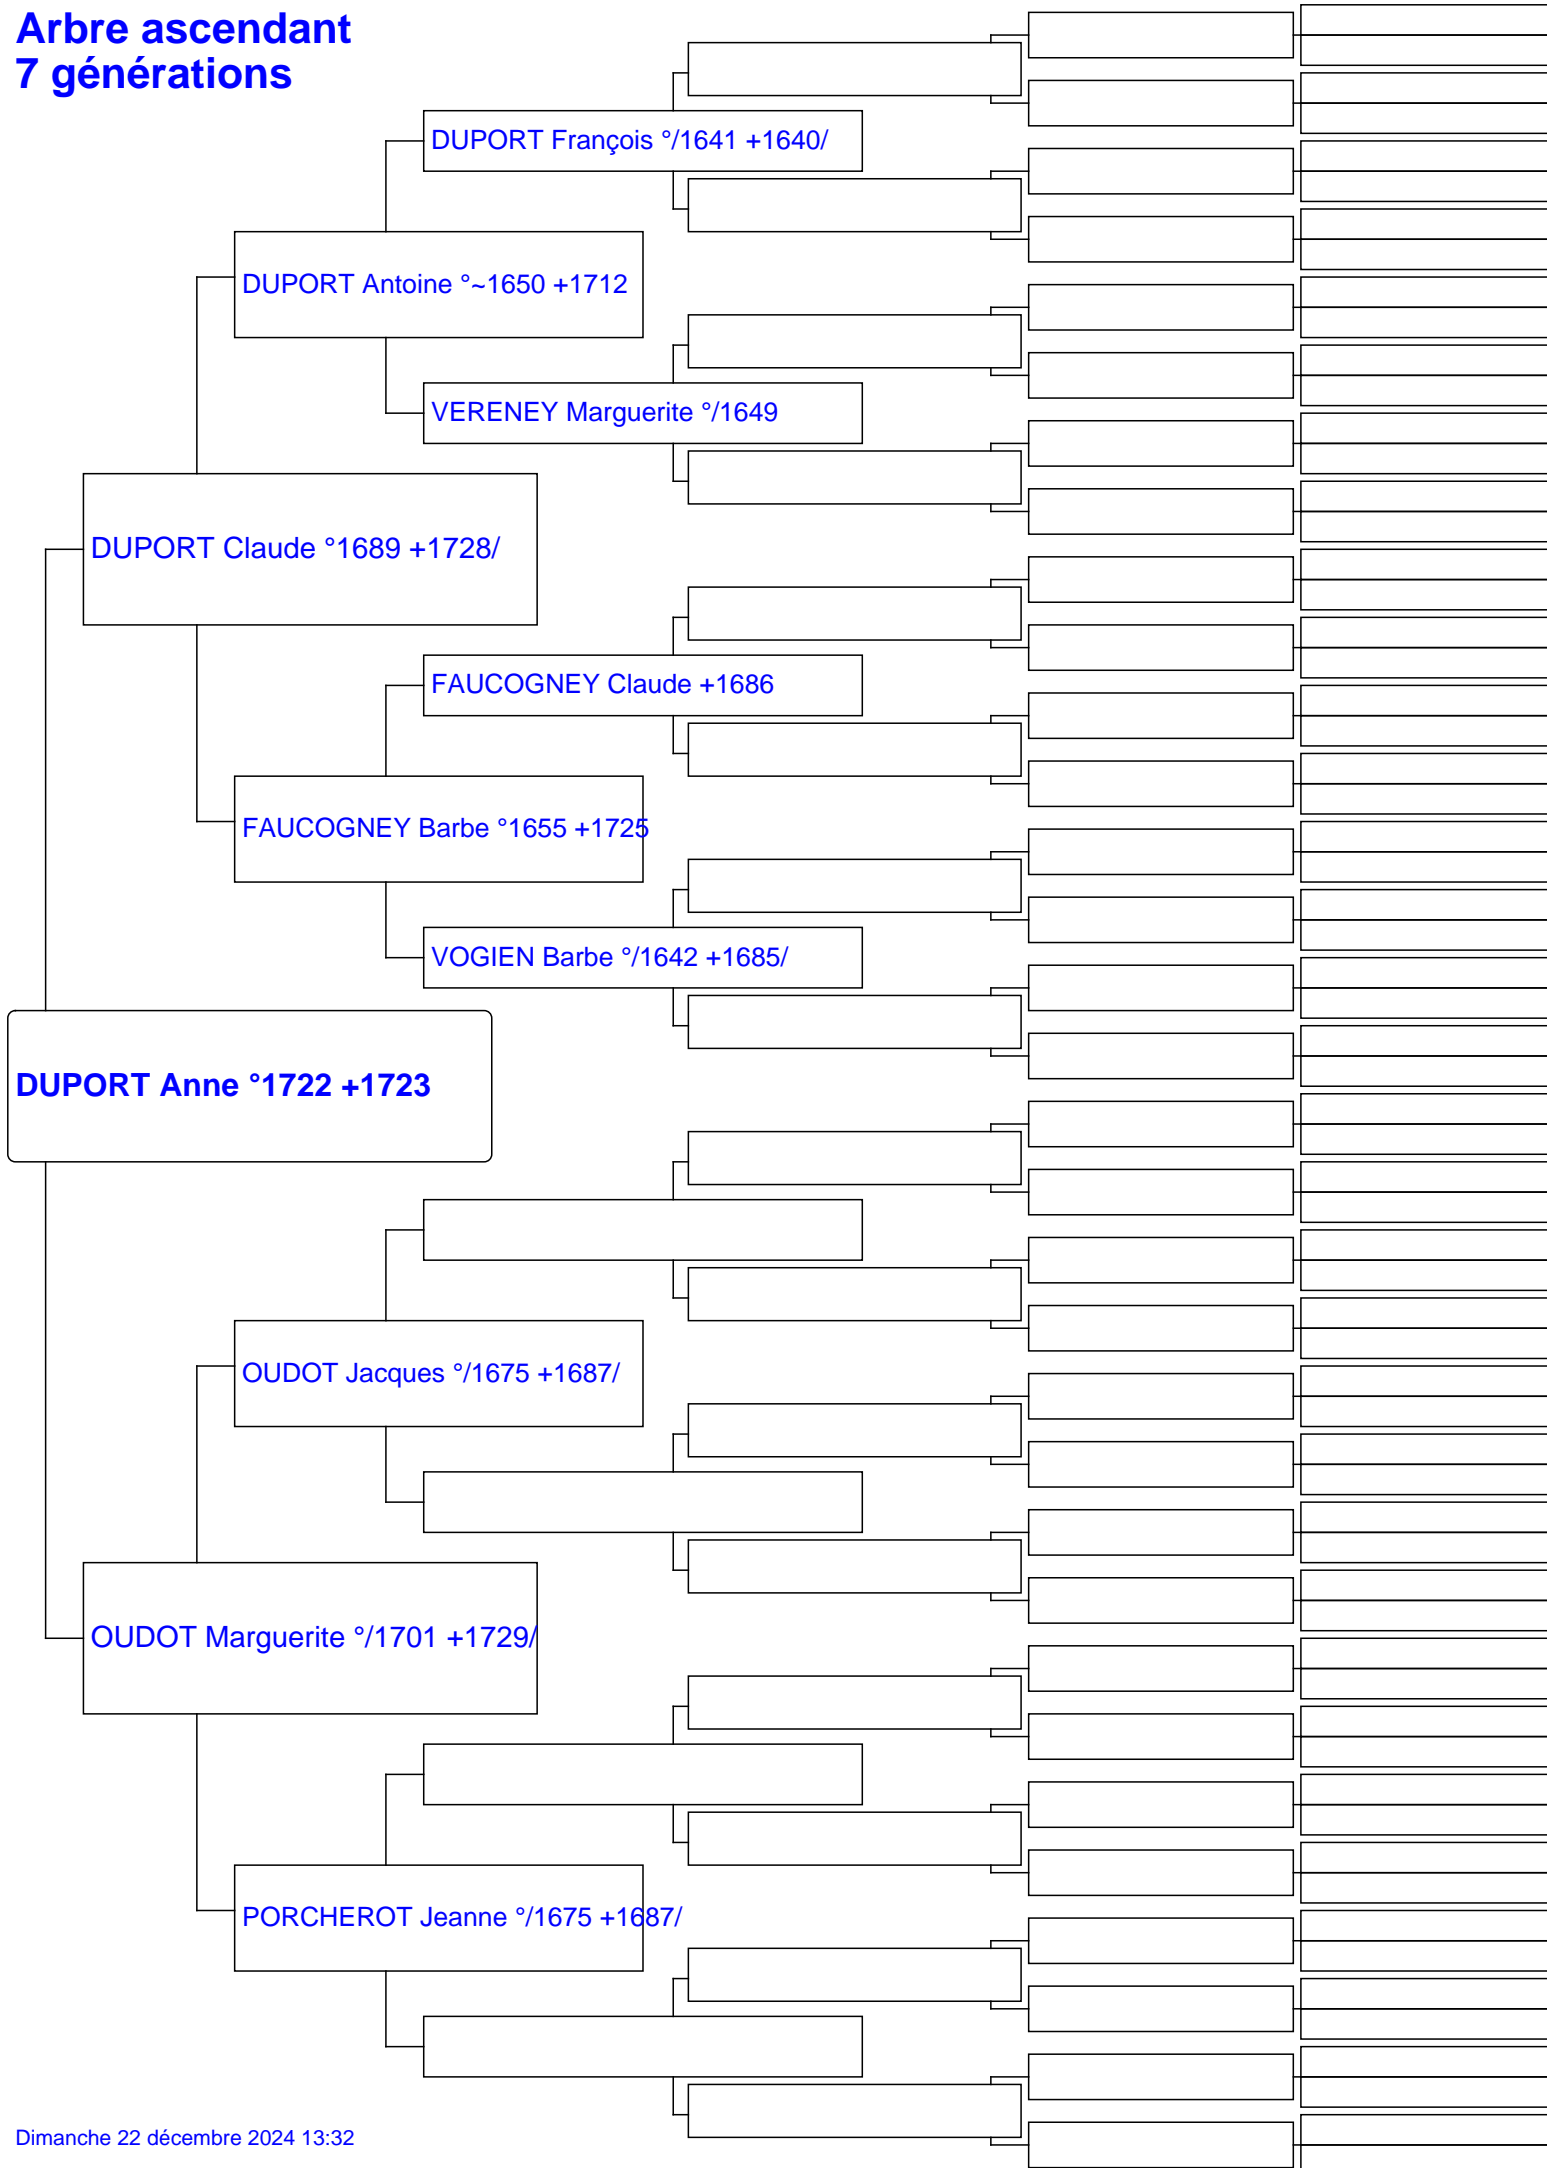 Arbre ascendant
7 générations
DUPORT François °/1641 +1640/
DUPORT Antoine °~1650 +1712
VERENEY Marguerite °/1649
DUPORT Claude °1689 +1728/
FAUCOGNEY Claude +1686
FAUCOGNEY Barbe °1655 +1725
VOGIEN Barbe °/1642 +1685/
DUPORT Anne °1722 +1723
OUDOT Jacques °/1675 +1687/
OUDOT Marguerite °/1701 +1729/
PORCHEROT Jeanne °/1675 +1687/
Dimanche 22 décembre 2024 13:32